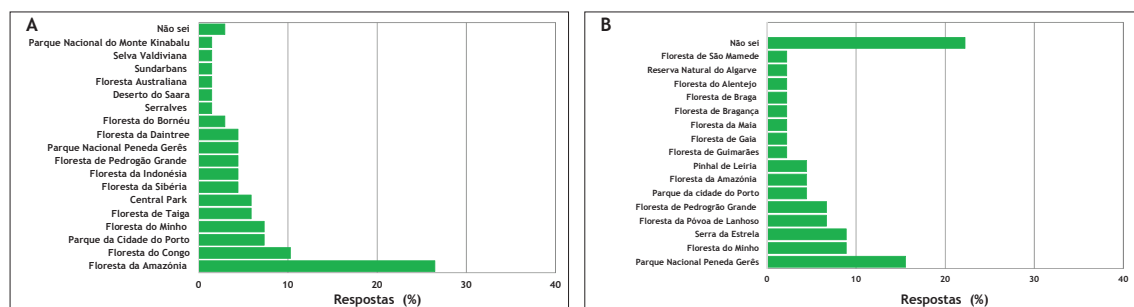 A
Não sei
Parque Nacional do Monte Kinabalu
Selva Valdiviana
Sundarbans
Floresta Australiana
Deserto do Saara
Serralves
Floresta do Bornéu
Floresta da Daintree
Parque Nacional Peneda Gerês
Floresta de Pedrogão Grande
Floresta da Indonésia
Floresta da Sibéria
Central Park
Floresta de Taiga
Floresta do Minho
Parque da Cidade do Porto
Floresta do Congo
Floresta da Amazónia
0 10 20 30 40
Respostas (%)
B
Não sei
Floresta de São Mamede
Reserva Natural do Algarve
Floresta do Alentejo
Floresta de Braga
Floresta de Bragança
Floresta da Maia
Floresta de Gaia
Floresta de Guimarães
Pinhal de Leiria
Floresta da Amazónia
Parque da cidade do Porto
Floresta de Pedrogrão Grande
Floresta da Póvoa de Lanhoso
Serra da Estrela
Floresta do Minho
Parque Nacional Peneda Gerês
0 10 20 30 40
Respostas (%)